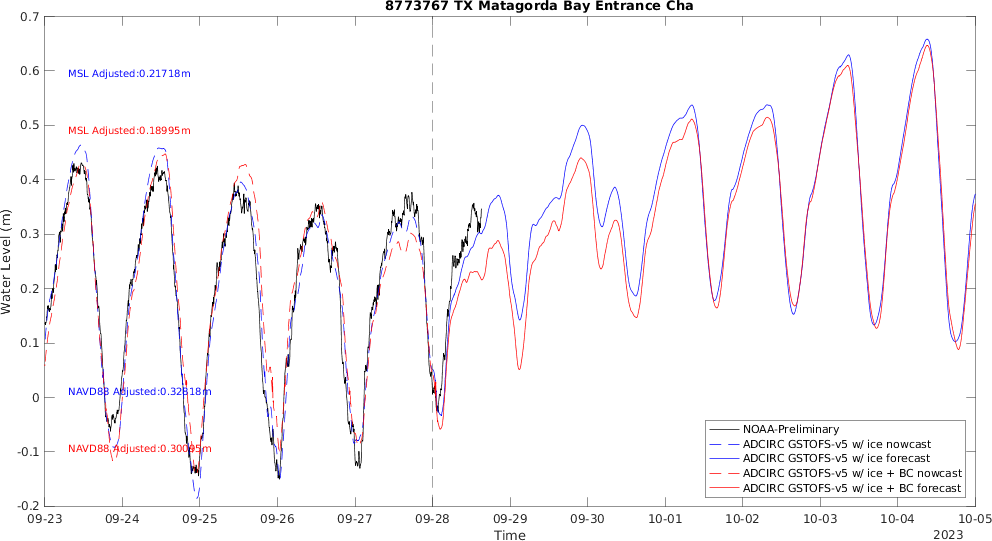 8773767 TX Matagorda Bay Entrance Cha
0.7
0.6
0.5
0.4
0.3
0.2
0.1
0
-0.1
-0.2
Water Level (m)
MSL Adjusted:0.21718m
MSL Adjusted:0.18995m
NAVD88 Adjusted:0.32818m
NAVD88 Adjusted:0.30095m
NOAA-Preliminary
ADCIRC GSTOFS-v5 w/ ice nowcast
ADCIRC GSTOFS-v5 w/ ice forecast
ADCIRC GSTOFS-v5 w/ ice + BC nowcast
ADCIRC GSTOFS-v5 w/ ice + BC forecast
09-23 09-24 09-25 09-26 09-27 09-28 09-29 09-30 10-01 10-02 10-03 10-04 10-05
Time
2023